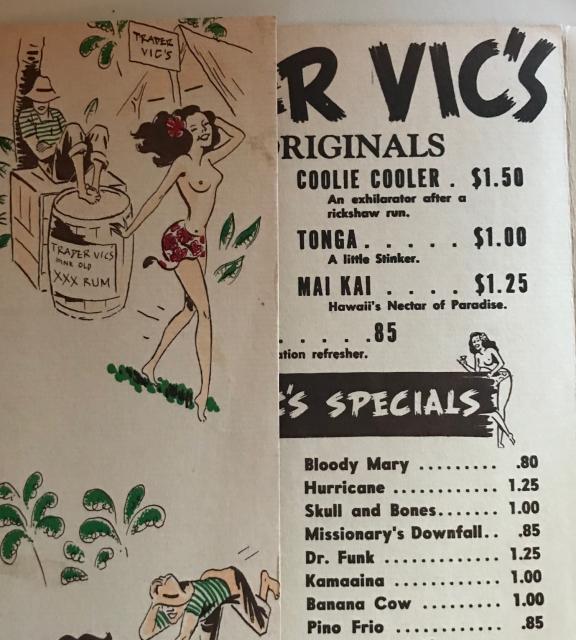 TRADER
VIC'S
TRADER VIC'S
FINE OLD
XXX RUM
R VIC'S
RIGINALS
COOLIE COOLER . $1.50
An exhilarator after a
rickshaw run.
TONGA . . . . . $1.00
A little Stinker.
MAI KAI . . . . $1.25
Hawaii's Nectar of Paradise.
. . . . . .85
ation refresher.
'S SPECIALS
Bloody Mary ......... .80
Hurricane ........... 1.25
Skull and Bones....... 1.00
Missionary's Downfall.. .85
Dr. Funk ............ 1.25
Kamaaina ........... 1.00
Banana Cow ......... 1.00
Pino Frio ........... .85